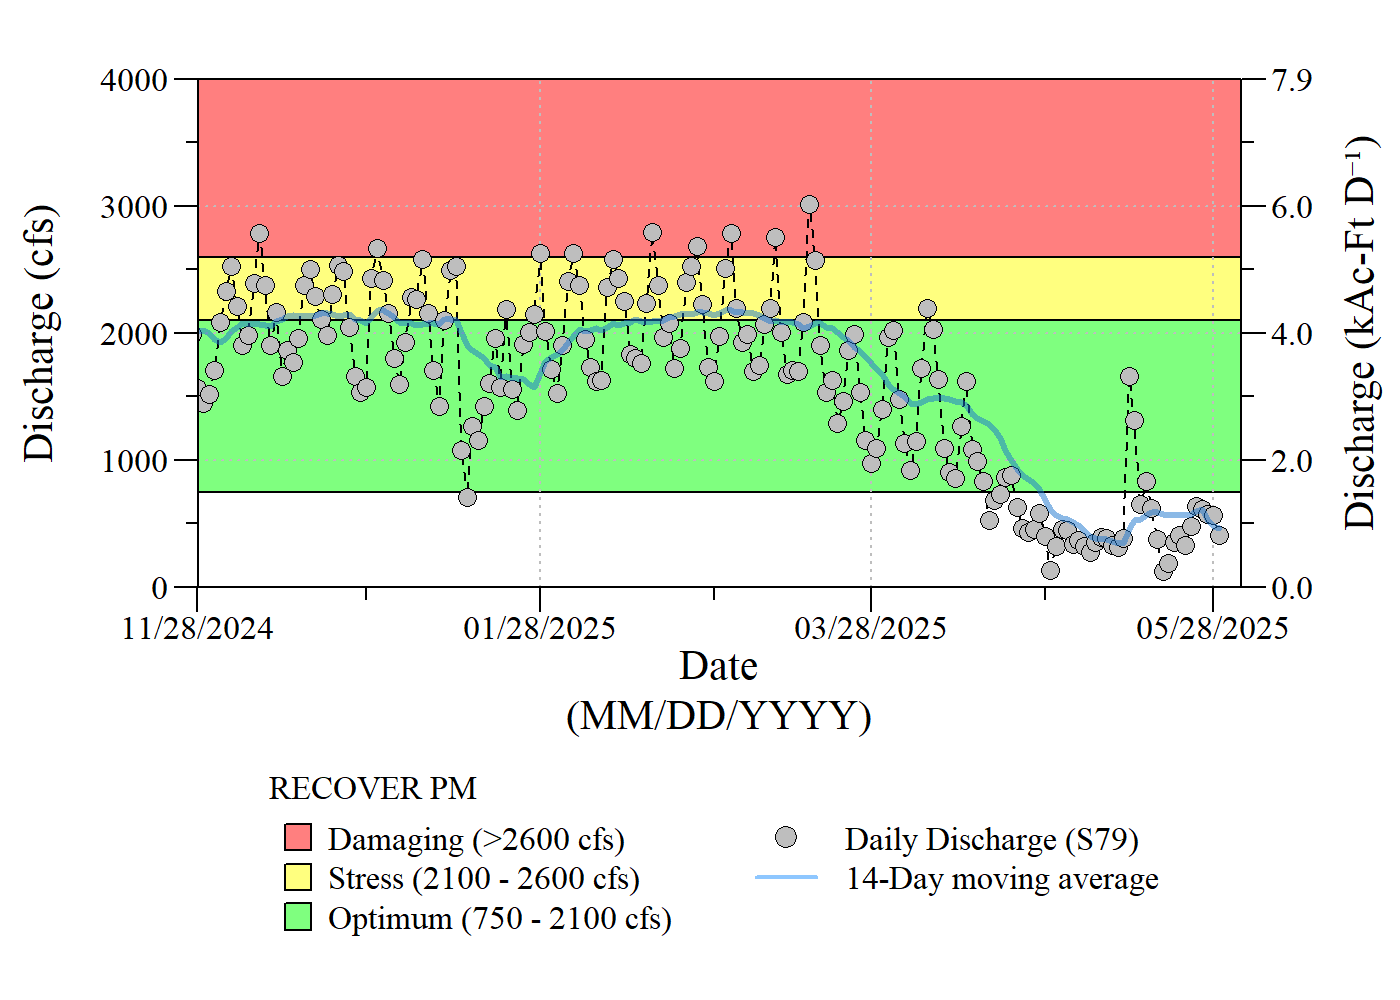 4000
3000
2000
1000
0
Discharge (cfs)
7.9
6.0
4.0
2.0
0.0
Discharge (kAc-Ft D⁻¹)
11/28/2024 01/28/2025 03/28/2025 05/28/2025
Date
(MM/DD/YYYY)
RECOVER PM
Damaging (>2600 cfs)
Stress (2100 - 2600 cfs)
Optimum (750 - 2100 cfs)
Daily Discharge (S79)
14-Day moving average